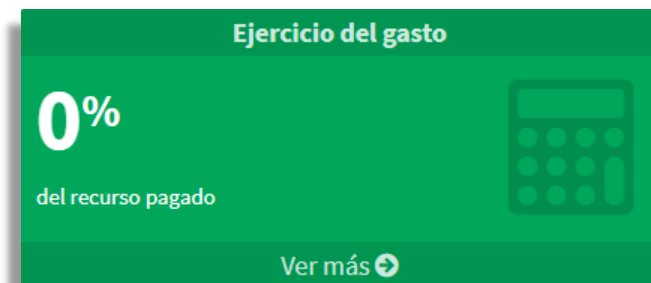 Ejercicio del gasto
0%
del recurso pagado
Ver más